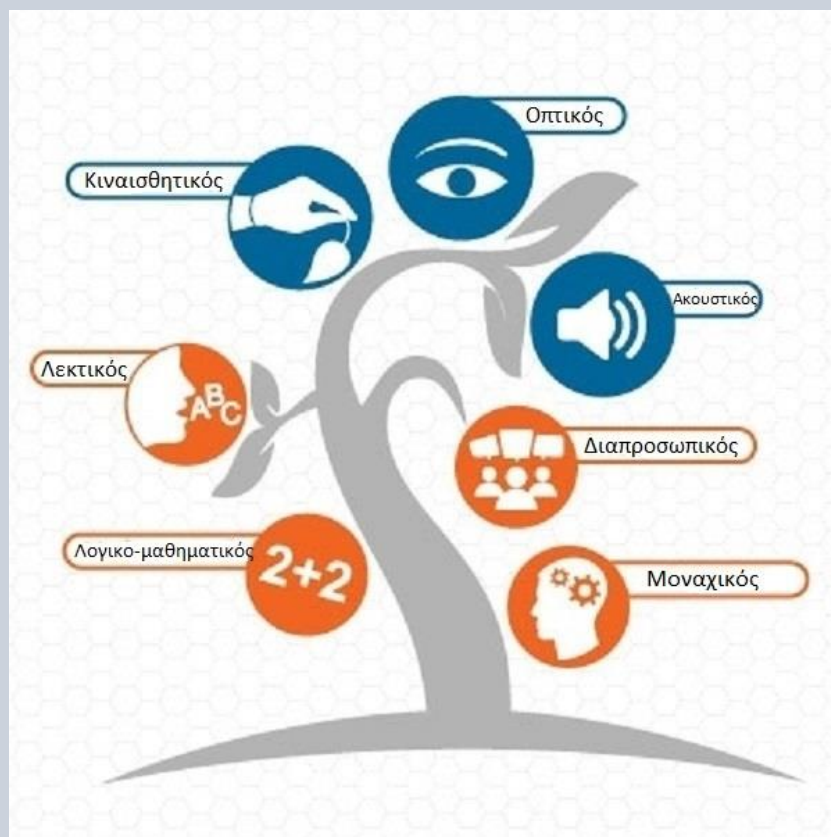 Οπτικός
Κιναισθητικός
Ακουστικός
Λεκτικός
ABC
Διαπροσωπικός
Λογικο-μαθηματικός
2+2
Μοναχικός